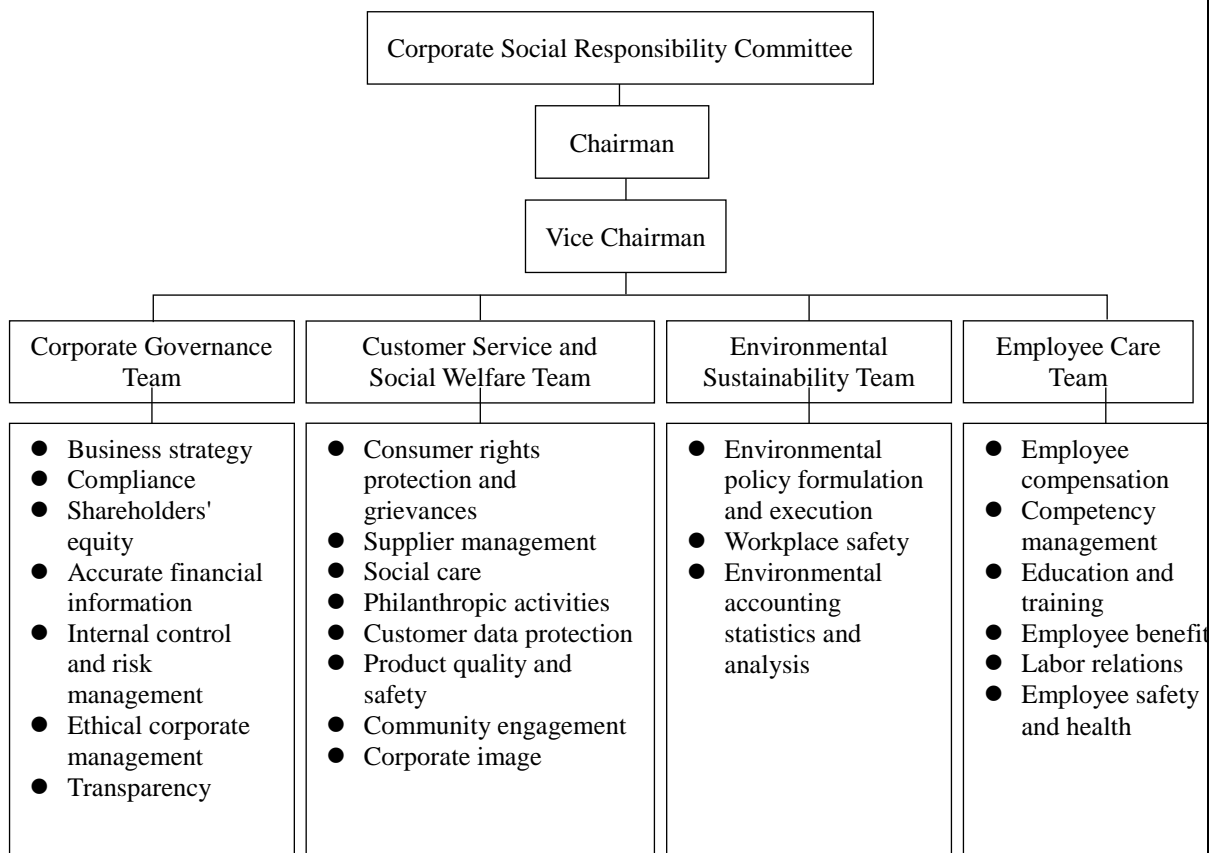 Corporate Social Responsibility Committee
Chairman
Vice Chairman
Corporate Governance
Team
Customer Service and
Social Welfare Team
Environmental
Sustainability Team
Employee Care
Team
● Business strategy
● Compliance
● Shareholders'
equity
● Accurate financial
information
● Internal control
and risk
management
● Ethical corporate
management
● Transparency
● Consumer rights
protection and
grievances
● Supplier management
● Social care
● Philanthropic activities
● Customer data protection
● Product quality and
safety
● Community engagement
● Corporate image
● Environmental
policy formulation
and execution
● Workplace safety
● Environmental
accounting
statistics and
analysis
● Employee
compensation
● Competency
management
● Education and
training
● Employee benefit
● Labor relations
● Employee safety
and health